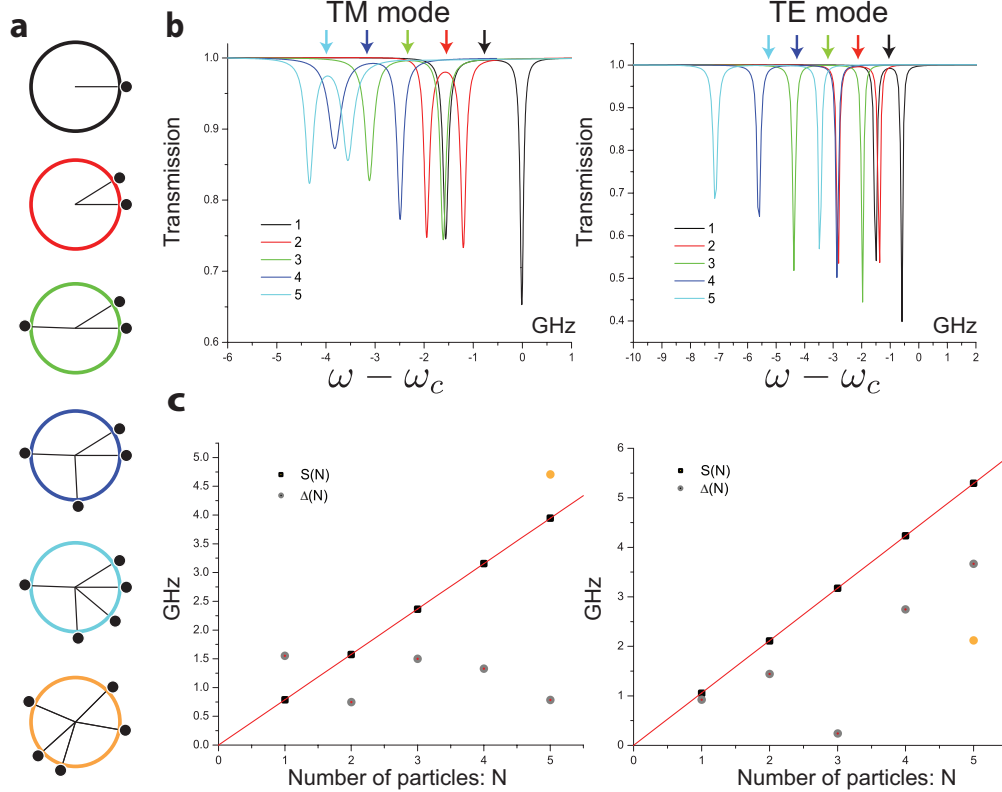 a
b
TM mode
TE mode
Transmission
1.0
0.9
0.8
0.7
0.6
1
2
3
4
5
GHz
-6 -5 -4 -3 -2 -1 0 1
ω − ω_c
Transmission
1.0
0.9
0.8
0.7
0.6
0.5
0.4
1
2
3
4
5
GHz
-10 -9 -8 -7 -6 -5 -4 -3 -2 -1 0 1 2
ω − ω_c
c
GHz
5.0
4.5
4.0
3.5
3.0
2.5
2.0
1.5
1.0
0.5
0.0
S(N)
Δ(N)
0 1 2 3 4 5
Number of particles: N
GHz
6
5
4
3
2
1
0
S(N)
Δ(N)
0 1 2 3 4 5
Number of particles: N